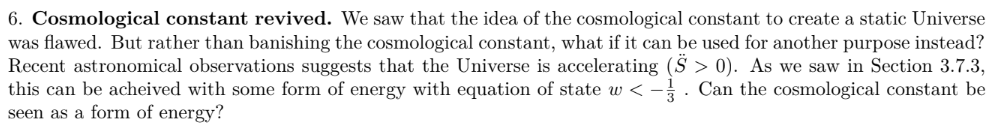 6. Cosmological constant revived. We saw that the idea of the cosmological constant to create a static Universe
was flawed. But rather than banishing the cosmological constant, what if it can be used for another purpose instead?
Recent astronomical observations suggests that the Universe is accelerating (S̈ > 0). As we saw in Section 3.7.3,
this can be acheived with some form of energy with equation of state w < −1/3 . Can the cosmological constant be
seen as a form of energy?